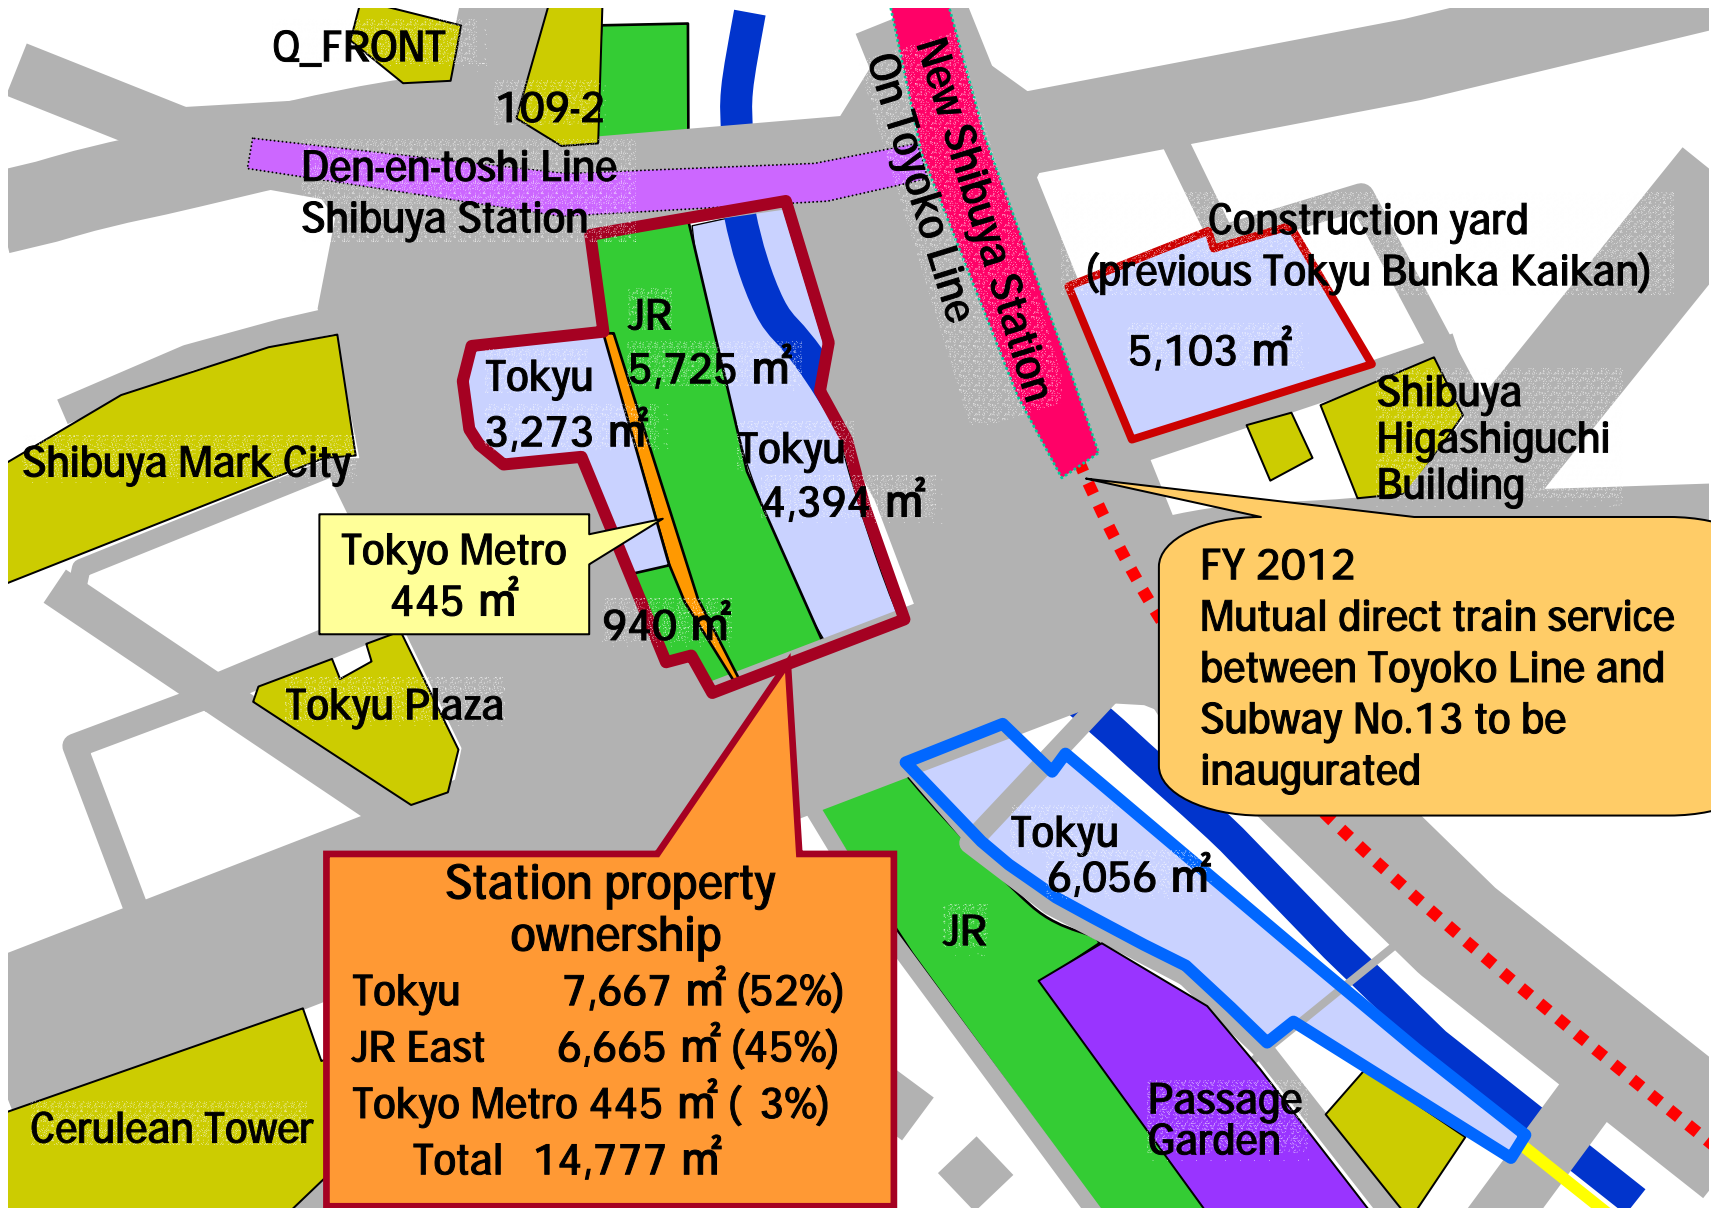 Q_FRONT
109-2
Den-en-toshi Line
Shibuya Station
New Shibuya Station
On Toyoko Line
Construction yard
(previous Tokyu Bunka Kaikan)
5,103 ㎡
JR
5,725 ㎡
Tokyu
3,273 ㎡
Tokyu
4,394 ㎡
Shibuya
Higashiguchi
Building
Shibuya Mark City
Tokyo Metro
445 ㎡
940 ㎡
FY 2012
Mutual direct train service
between Toyoko Line and
Subway No.13 to be
inaugurated
Tokyu Plaza
Tokyu
6,056 ㎡
JR
Station property
ownership
Tokyu 7,667 ㎡ (52%)
JR East 6,665 ㎡ (45%)
Tokyo Metro 445 ㎡ ( 3%)
Total 14,777 ㎡
Passage
Garden
Cerulean Tower